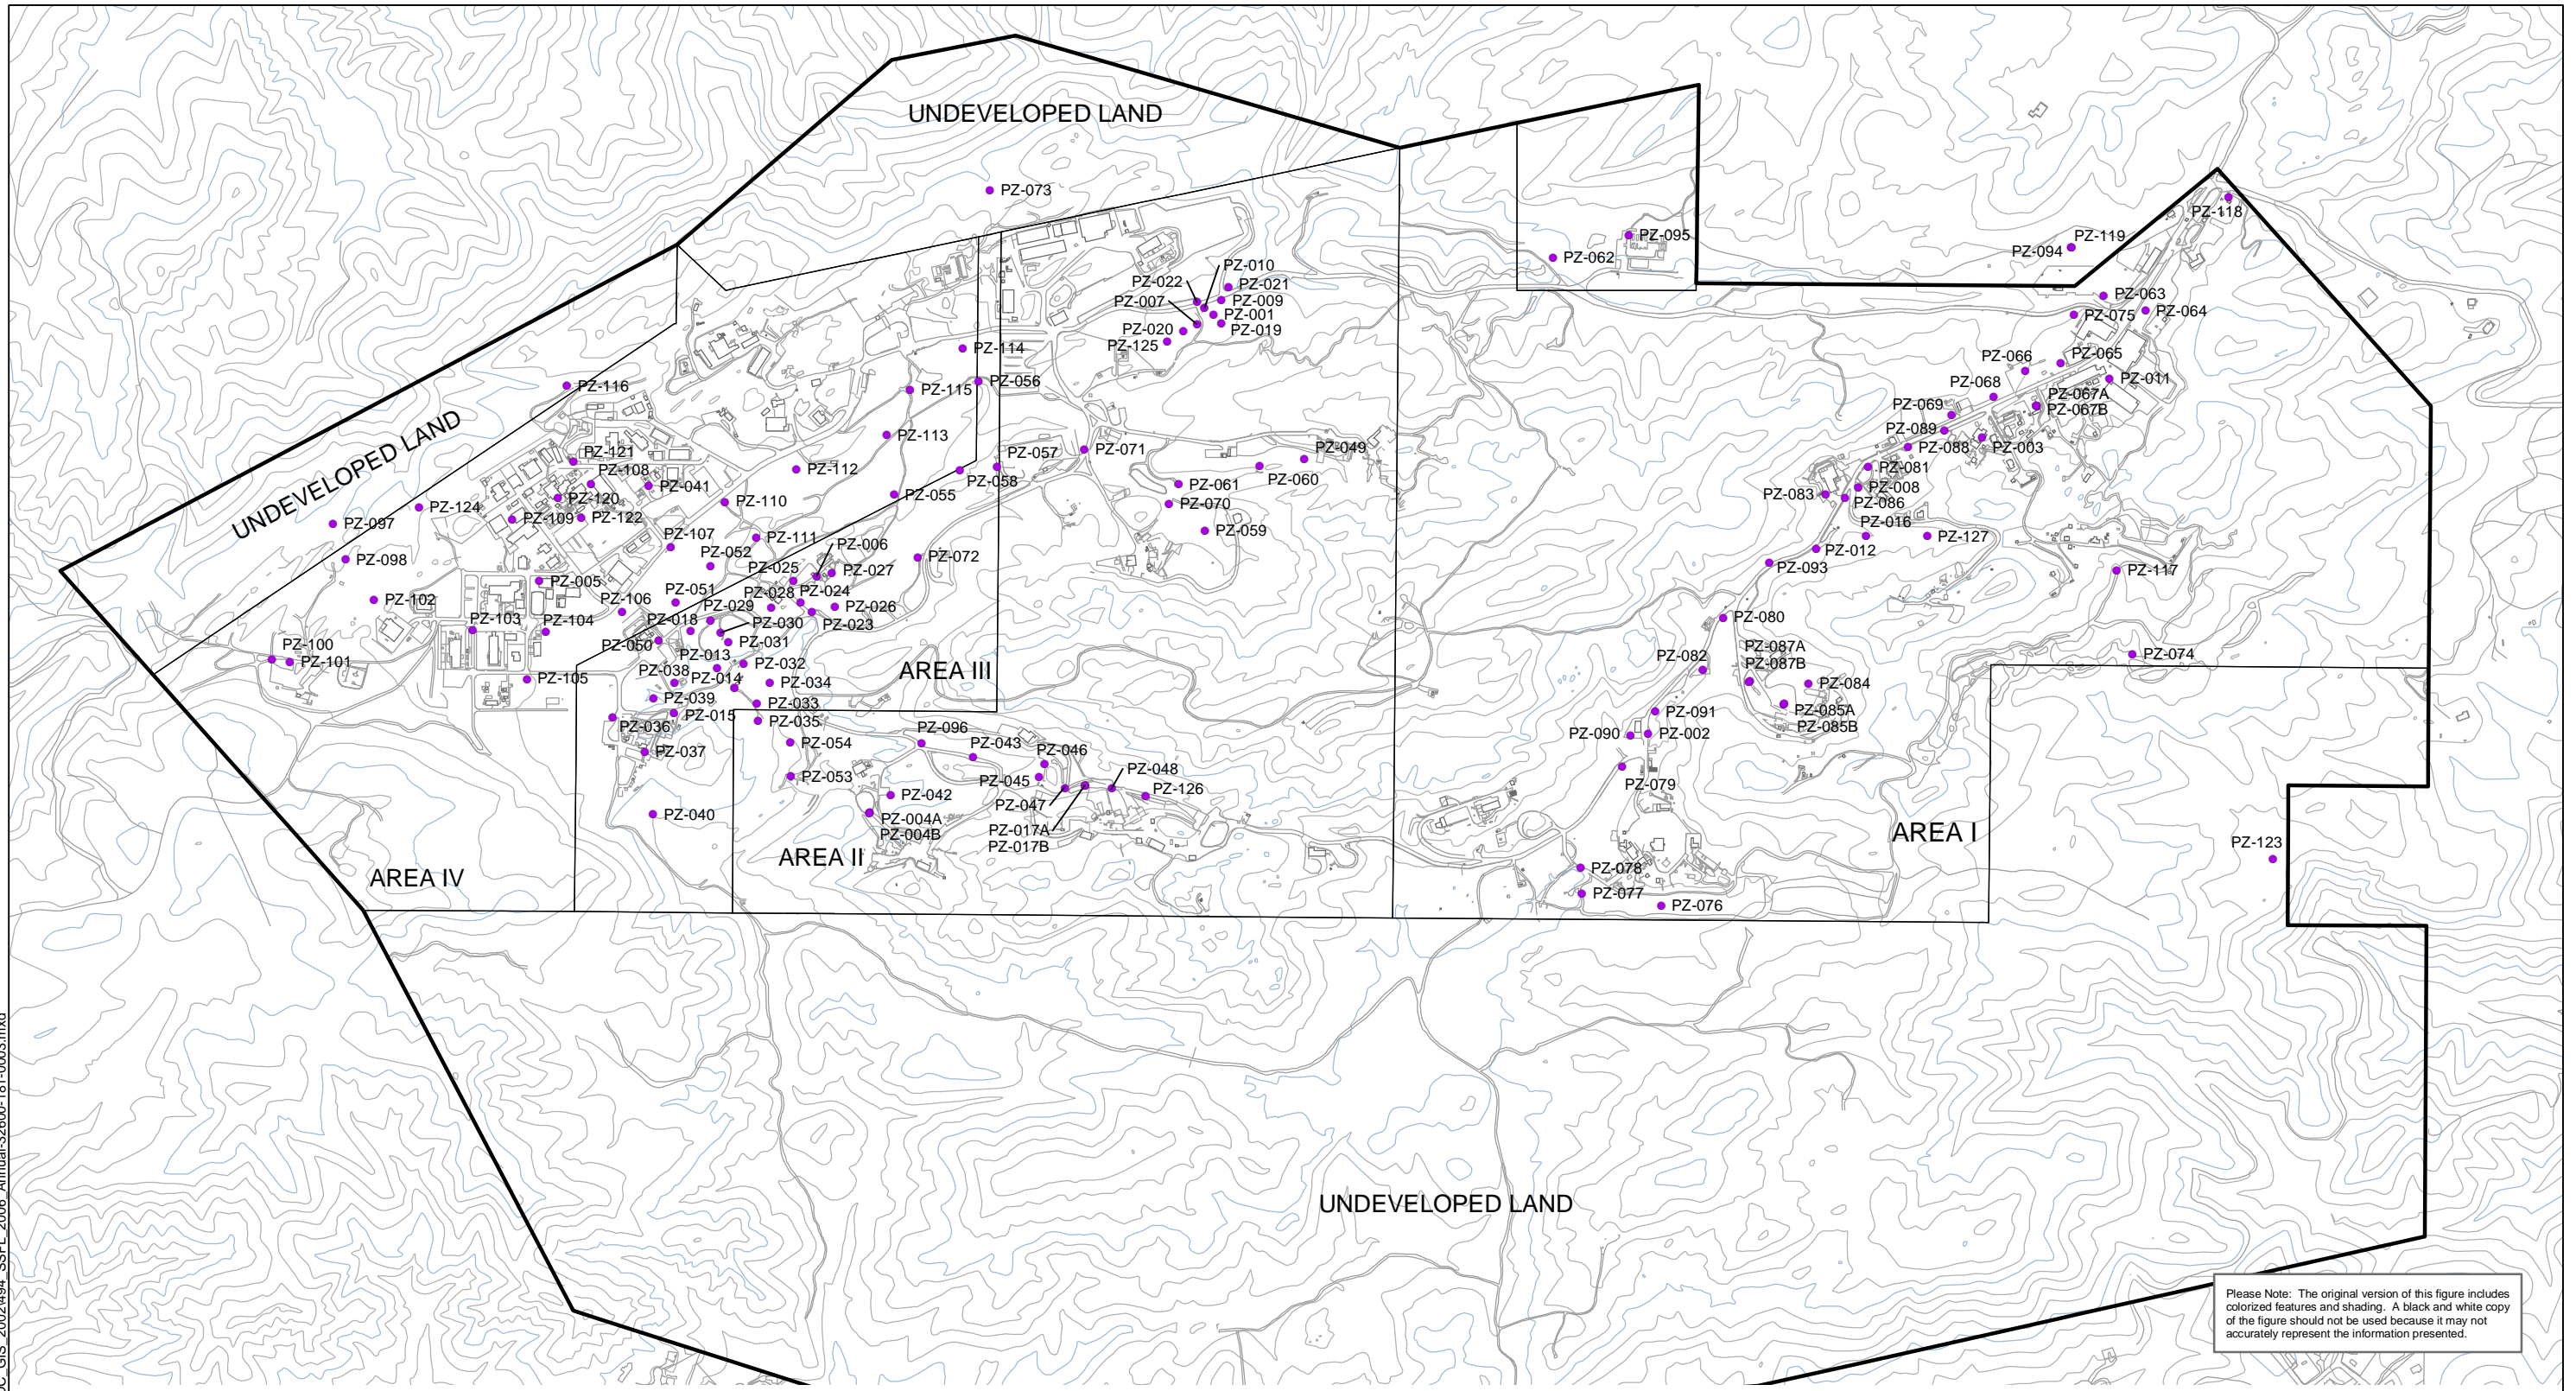 UNDEVELOPED LAND
PZ-073
PZ-118
PZ-119
PZ-094
PZ-095
PZ-062
PZ-010
PZ-022
PZ-021
PZ-007
PZ-009
PZ-001
PZ-020
PZ-019
PZ-125
PZ-063
PZ-064
PZ-075
PZ-114
PZ-066
PZ-065
PZ-116
PZ-115
PZ-056
PZ-068
PZ-011
PZ-067A
PZ-067B
PZ-069
PZ-089
PZ-088
PZ-003
UNDEVELOPED LAND
PZ-113
PZ-121
PZ-108
PZ-041
PZ-112
PZ-057
PZ-058
PZ-071
PZ-049
PZ-060
PZ-081
PZ-120
PZ-110
PZ-055
PZ-061
PZ-070
PZ-083
PZ-008
PZ-086
PZ-124
PZ-097
PZ-109
PZ-122
PZ-016
PZ-127
PZ-059
PZ-107
PZ-111
PZ-006
PZ-012
PZ-098
PZ-052
PZ-072
PZ-093
PZ-025
PZ-027
PZ-117
PZ-005
PZ-102
PZ-051
PZ-028
PZ-024
PZ-106
PZ-029
PZ-026
PZ-103
PZ-104
PZ-018
PZ-030
PZ-023
PZ-080
PZ-100
PZ-050
PZ-031
PZ-087A
PZ-087B
PZ-101
PZ-013
PZ-032
PZ-082
PZ-074
PZ-038
PZ-014
AREA III
PZ-105
PZ-034
PZ-084
PZ-039
PZ-033
PZ-091
PZ-085A
PZ-085B
PZ-015
PZ-035
PZ-036
PZ-090
PZ-002
PZ-037
PZ-054
PZ-096
PZ-043
PZ-046
PZ-053
PZ-045
PZ-048
PZ-079
PZ-042
PZ-047
PZ-126
PZ-040
PZ-004A
PZ-004B
PZ-017A
PZ-017B
AREA I
PZ-123
AREA II
AREA IV
PZ-078
PZ-077
PZ-076
UNDEVELOPED LAND
Please Note: The original version of this figure includes
colorized features and shading. A black and white copy
of the figure should not be used because it may not
accurately represent the information presented.